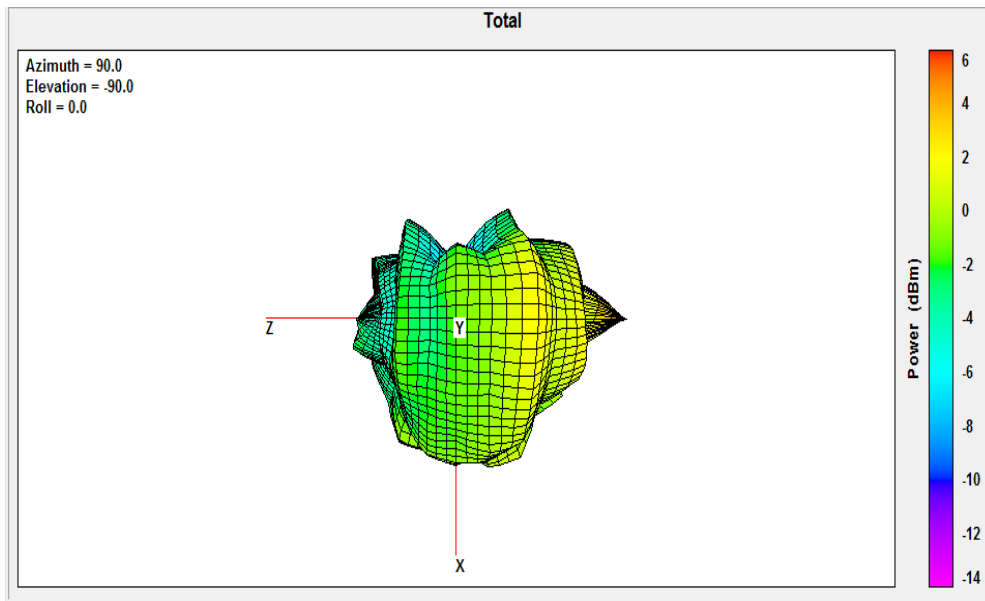 Total
Azimuth = 90.0
Elevation = -90.0
Roll = 0.0
Z
Y
X
6
4
2
0
-2
-4
-6
-8
-10
-12
-14
Power (dBm)